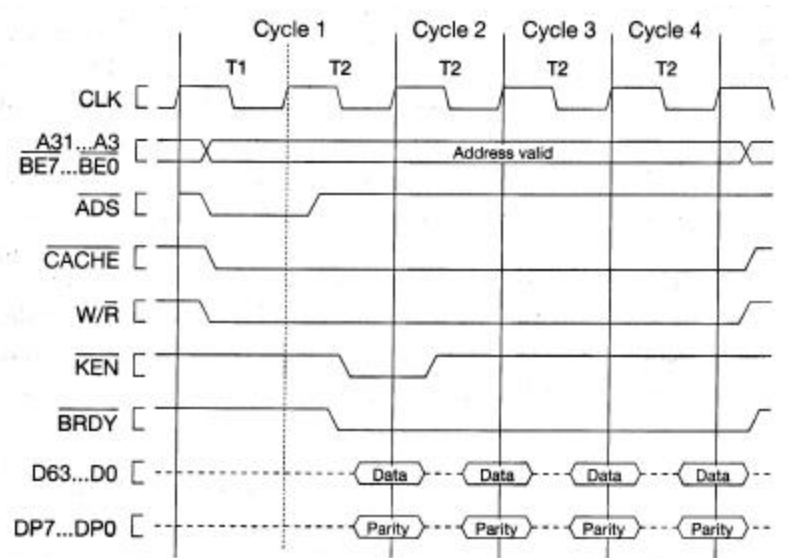 Cycle 1 Cycle 2 Cycle 3 Cycle 4
T1 T2 T2 T2 T2
CLK
A31...A3
BE7...BE0
Address valid
ADS
CACHE
W/R
KEN
BRDY
D63...D0 Data Data Data Data
DP7...DP0 Parity Parity Parity Parity